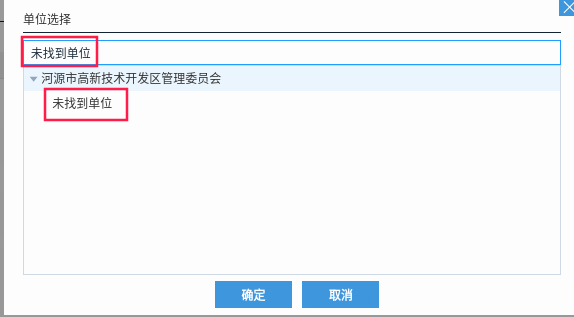 单位选择
未找到单位
河源市高新技术开发区管理委员会
未找到单位
确定
取消